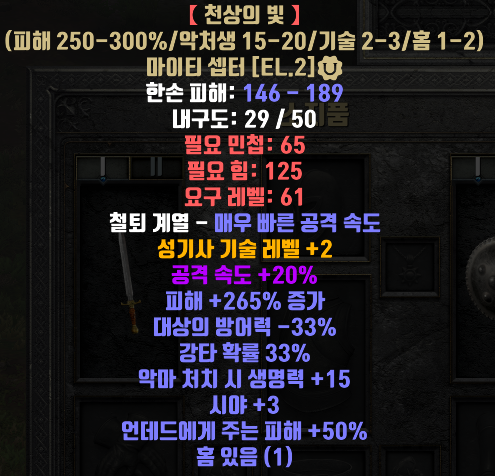 【 천상의 빛 】
(피해 250-300%/악처생 15-20/기술 2-3/홈 1-2)
마이티 셉터 [EL.2]
한손 피해: 146 - 189
내구도: 29 / 50
필요 민첩: 65
필요 힘: 125
요구 레벨: 61
철퇴 계열 - 매우 빠른 공격 속도
성기사 기술 레벨 +2
공격 속도 +20%
피해 +265% 증가
대상의 방어력 -33%
강타 확률 33%
악마 처치 시 생명력 +15
시야 +3
언데드에게 주는 피해 +50%
홈 있음 (1)